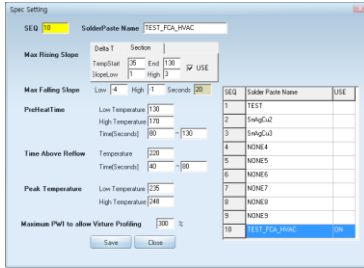 Spec Setting
SEQ 10 SolderPaste Name TEST_FCA_HVAC
Delta T Section
Max Rising Slope
TempStart 35 End 130
SlopeLow 1 High 3 USE
Max Falling Slope Low -4 High -1 Seconds 20
PreHeatTime Low Temperature 130
High Temperature 170
Time(Seconds) 80 ~ 130
Time Above Reflow Temperature 220
Time(Seconds) 40 ~ 80
Peak Temperature Low Temperature 235
High Temperature 248
Maximum PWI to allow Virture Profiling 300 %
Save Close
SEQ Solder Paste Name USE
1 TEST
2 SnAgCu2
3 SnAgCu3
4 NONE4
5 NONE5
6 NONE6
7 NONE7
8 NONE8
9 NONE9
10 TEST_FCA_HVAC ON